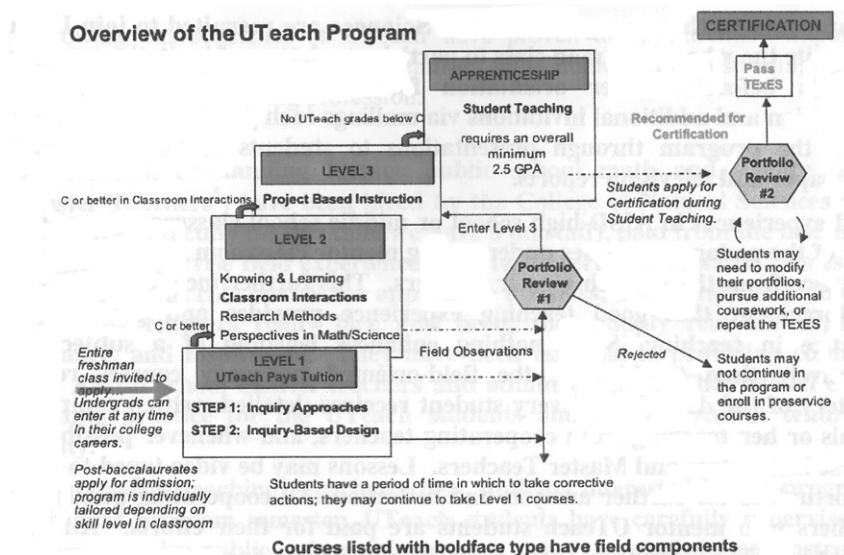 Overview of the UTeach Program
CERTIFICATION
Pass
TExES
Recommended for
Certification
Portfolio
Review
#2
APPRENTICESHIP
Student Teaching
requires an overall
minimum
2.5 GPA
No UTeach grades below C
Students apply for
Certification during
Student Teaching.
LEVEL 3
Project Based Instruction
C or better in Classroom Interactions
Enter Level 3
LEVEL 2
Knowing & Learning
Classroom Interactions
Research Methods
Perspectives in Math/Science
Portfolio
Review
#1
Students may
need to modify
their portfolios,
pursue additional
coursework, or
repeat the TExES
C or better
Field Observations
Rejected
Students may
not continue in
the program or
enroll in preservice
courses.
LEVEL 1
UTeach Pays Tuition
STEP 1: Inquiry Approaches
STEP 2: Inquiry-Based Design
Entire
freshman
class invited to
apply...
Undergrads can
enter at any time
In their college
careers.
Post-baccalaureates
apply for admission;
program is individually
tailored depending on
skill level in classroom
Students have a period of time in which to take corrective
actions; they may continue to take Level 1 courses.
Courses listed with boldface type have field components